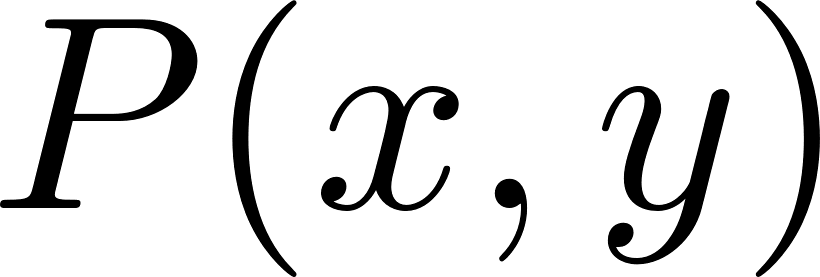 P(x, y)